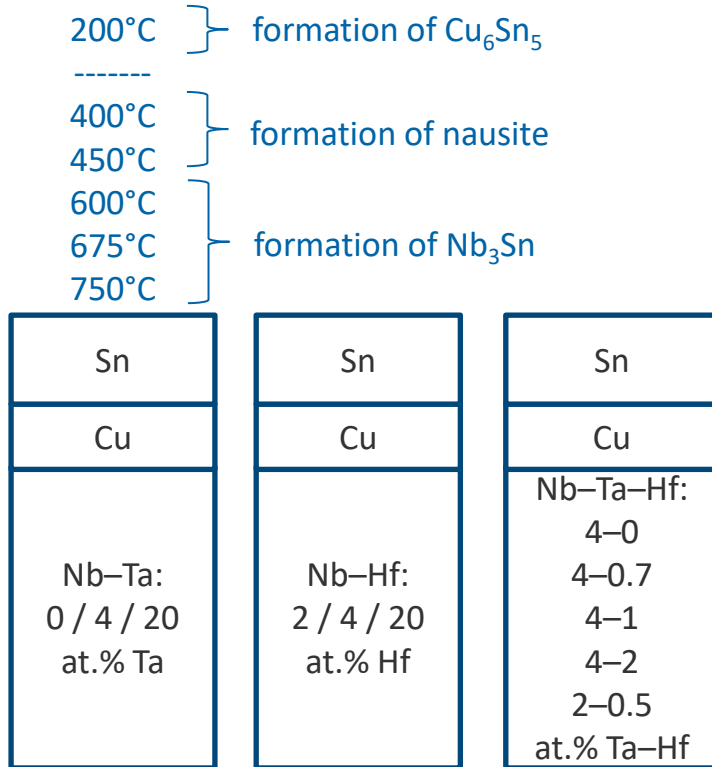 200°C formation of Cu₆Sn₅
-------
400°C
formation of nausite
450°C
600°C
675°C formation of Nb₃Sn
750°C
Sn
Cu
Nb–Ta:
0 / 4 / 20
at.% Ta
Sn
Cu
Nb–Hf:
2 / 4 / 20
at.% Hf
Sn
Cu
Nb–Ta–Hf:
4–0
4–0.7
4–1
4–2
2–0.5
at.% Ta–Hf